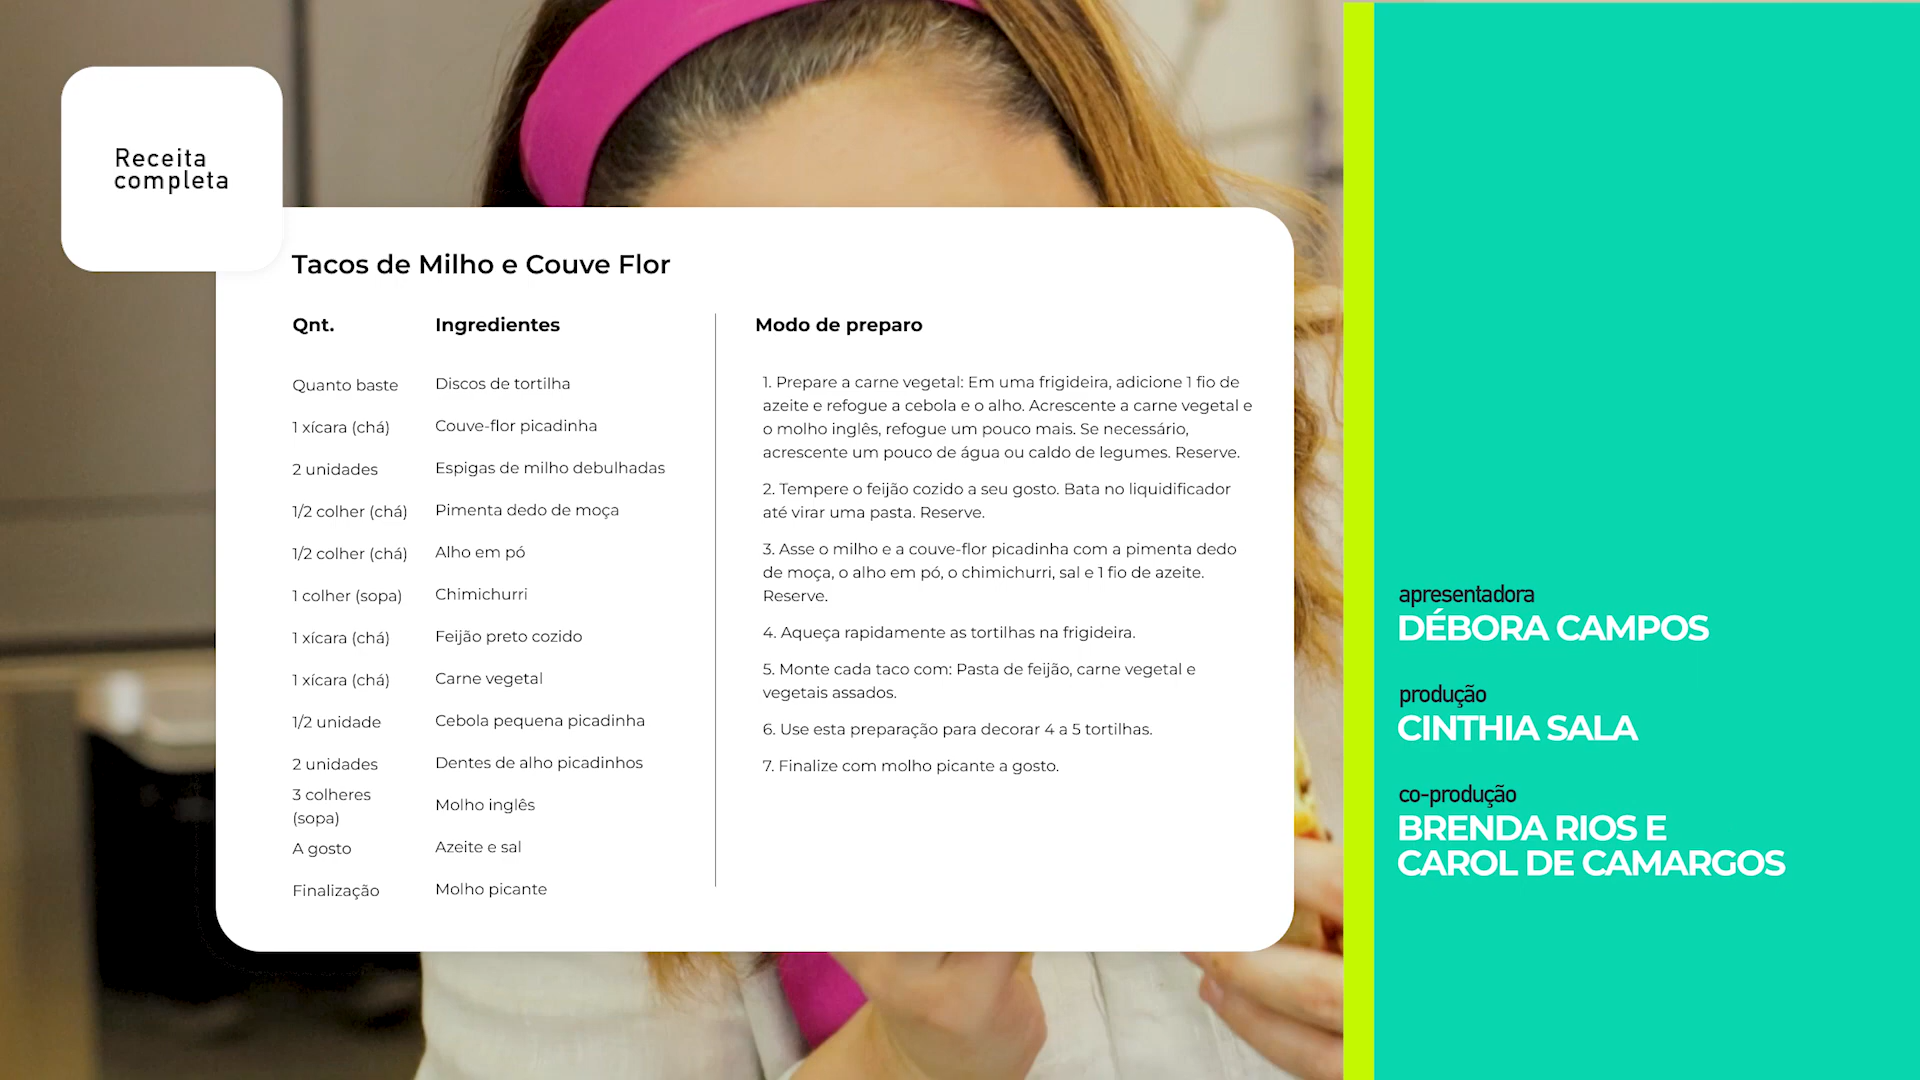 Receita
completa
Tacos de Milho e Couve Flor
Qnt. Ingredientes
Quanto baste Discos de tortilha
1 xícara (chá) Couve-flor picadinha
2 unidades Espigas de milho debulhadas
1/2 colher (chá) Pimenta dedo de moça
1/2 colher (chá) Alho em pó
1 colher (sopa) Chimichurri
1 xícara (chá) Feijão preto cozido
1 xícara (chá) Carne vegetal
1/2 unidade Cebola pequena picadinha
2 unidades Dentes de alho picadinhos
3 colheres
(sopa) Molho inglês
A gosto Azeite e sal
Finalização Molho picante
Modo de preparo
1. Prepare a carne vegetal: Em uma frigideira, adicione 1 fio de
azeite e refogue a cebola e o alho. Acrescente a carne vegetal e
o molho inglês, refogue um pouco mais. Se necessário,
acrescente um pouco de água ou caldo de legumes. Reserve.
2. Tempere o feijão cozido a seu gosto. Bata no liquidificador
até virar uma pasta. Reserve.
3. Asse o milho e a couve-flor picadinha com a pimenta dedo
de moça, o alho em pó, o chimichurri, sal e 1 fio de azeite.
Reserve.
4. Aqueça rapidamente as tortilhas na frigideira.
5. Monte cada taco com: Pasta de feijão, carne vegetal e
vegetais assados.
6. Use esta preparação para decorar 4 a 5 tortilhas.
7. Finalize com molho picante a gosto.
apresentadora
DÉBORA CAMPOS
produção
CINTHIA SALA
co-produção
BRENDA RIOS E
CAROL DE CAMARGOS